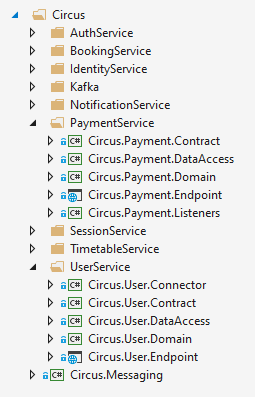 Circus
AuthService
BookingService
IdentityService
Kafka
NotificationService
PaymentService
C# Circus.Payment.Contract
C# Circus.Payment.DataAccess
C# Circus.Payment.Domain
Circus.Payment.Endpoint
C# Circus.Payment.Listeners
SessionService
TimetableService
UserService
C# Circus.User.Connector
C# Circus.User.Contract
C# Circus.User.DataAccess
C# Circus.User.Domain
Circus.User.Endpoint
C# Circus.Messaging